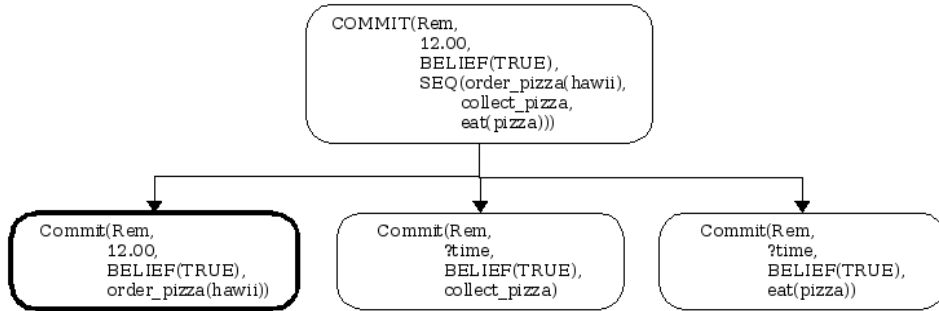 COMMIT(Rem,
12.00,
BELIEF(TRUE),
SEQ(order_pizza(hawii),
collect_pizza,
eat(pizza)))
Commit(Rem,
12.00,
BELIEF(TRUE),
order_pizza(hawii))
Commit(Rem,
?time,
BELIEF(TRUE),
collect_pizza)
Commit(Rem,
?time,
BELIEF(TRUE),
eat(pizza))